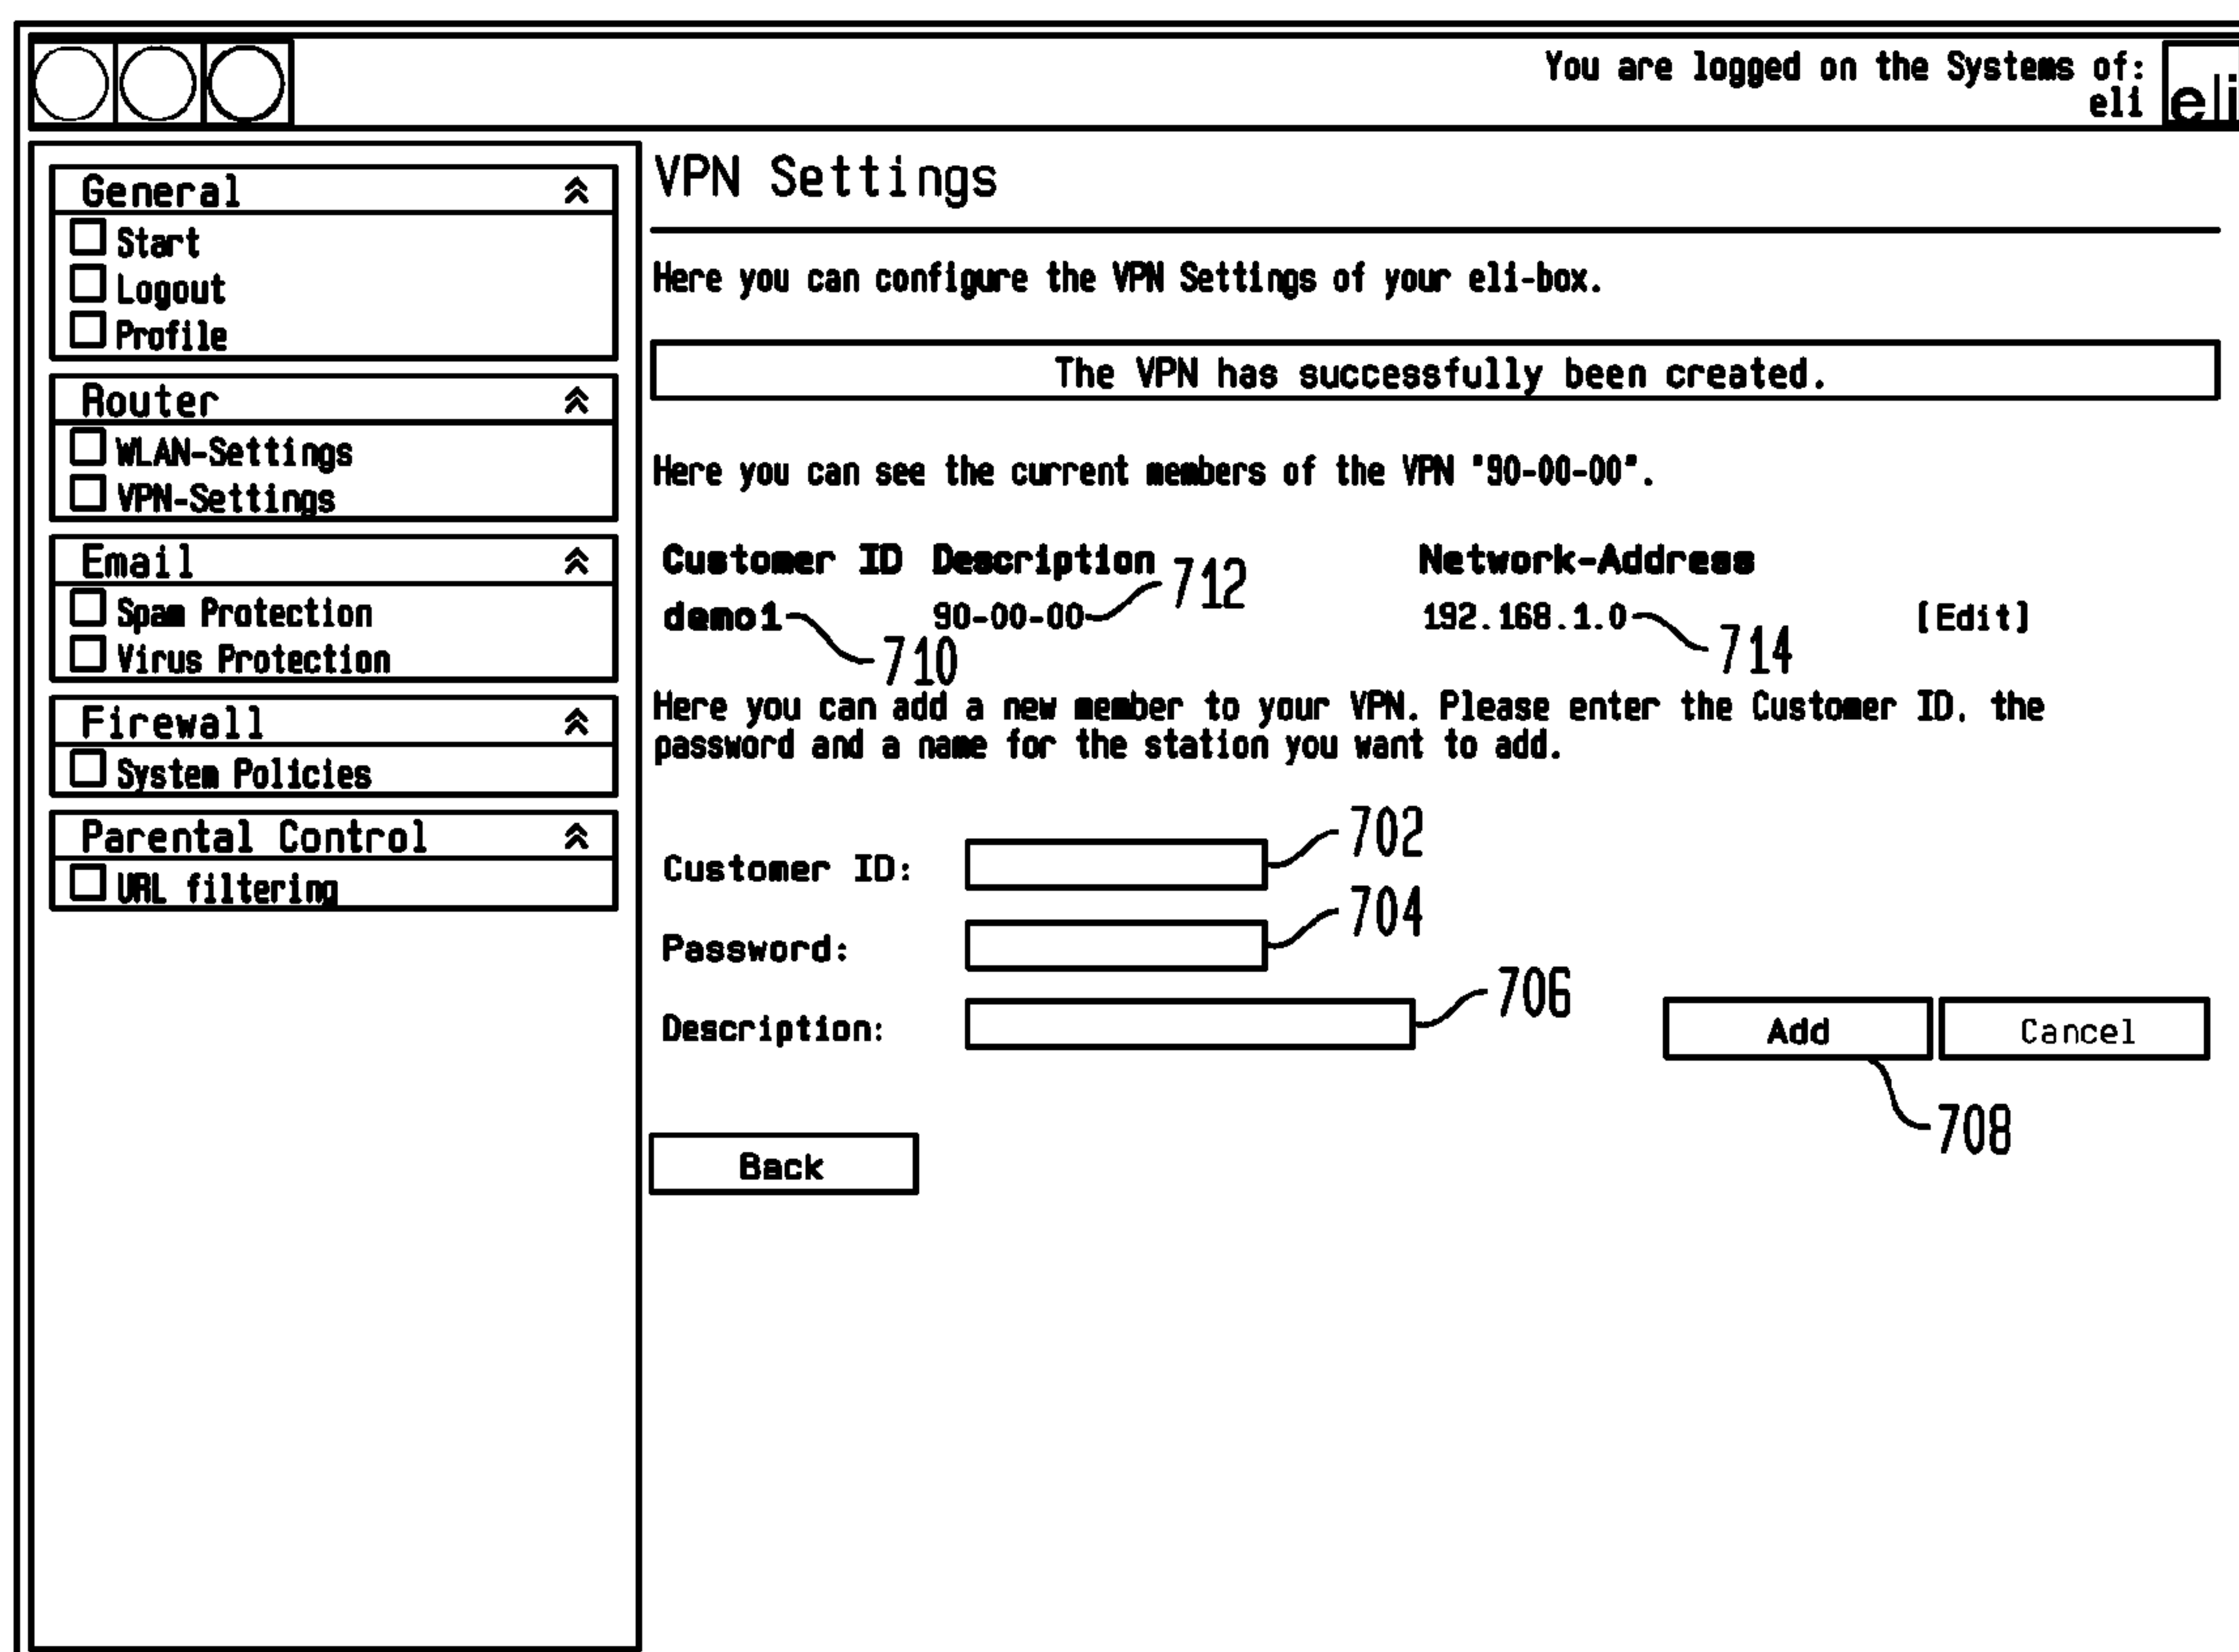 You are logged on the Systems of:
eli
eli
General
Start
Logout
Profile
Router
WLAN-Settings
VPN-Settings
Email
Spam Protection
Virus Protection
Firewall
System Policies
Parental Control
URL filtering
VPN Settings
Here you can configure the VPN Settings of your eli-box.
The VPN has successfully been created.
Here you can see the current members of the VPN "90-00-00".
Customer ID Description Network-Address
712
demo1 90-00-00 192.168.1.0 [Edit]
710 714
Here you can add a new member to your VPN. Please enter the Customer ID, the
password and a name for the station you want to add.
702
Customer ID:
704
Password:
706
Description: Add Cancel
708
Back